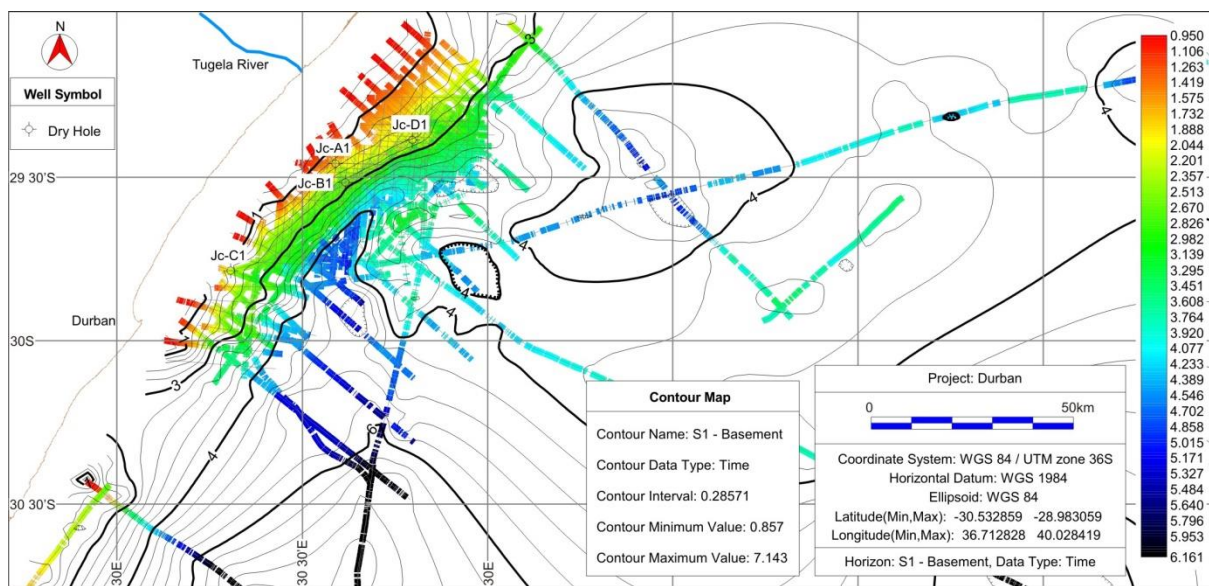 N
Well Symbol
Dry Hole
Tugela River
Jc-D1
Jc-A1
Jc-B1
Jc-C1
Durban
29 30'S
30S
30 30'S
30E
30 30'E
30E
1
1
3
3
4
4
4
4
4
4
6
Contour Map
Contour Name: S1 - Basement
Contour Data Type: Time
Contour Interval: 0.28571
Contour Minimum Value: 0.857
Contour Maximum Value: 7.143
Project: Durban
0 50km
Coordinate System: WGS 84 / UTM zone 36S
Horizontal Datum: WGS 1984
Ellipsoid: WGS 84
Latitude(Min,Max): -30.532859 -28.983059
Longitude(Min,Max): 36.712828 40.028419
Horizon: S1 - Basement, Data Type: Time
0.950
1.106
1.263
1.419
1.575
1.732
1.888
2.044
2.201
2.357
2.513
2.670
2.826
2.982
3.139
3.295
3.451
3.608
3.764
3.920
4.077
4.233
4.389
4.546
4.702
4.858
5.015
5.171
5.327
5.484
5.640
5.796
5.953
6.161